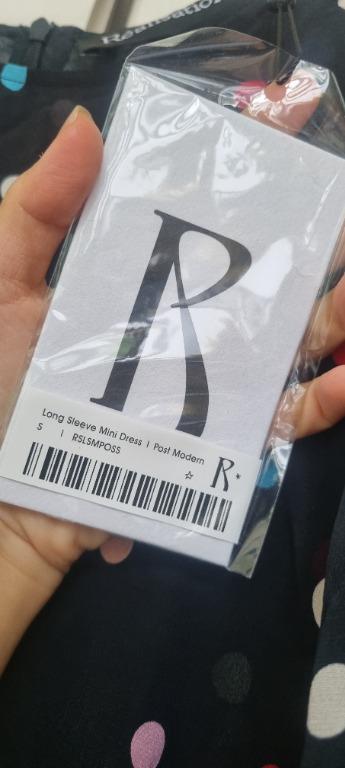 Realisation
R
Long Sleeve Mini Dress | Post Modern
S | RSLSMPOSS
R*